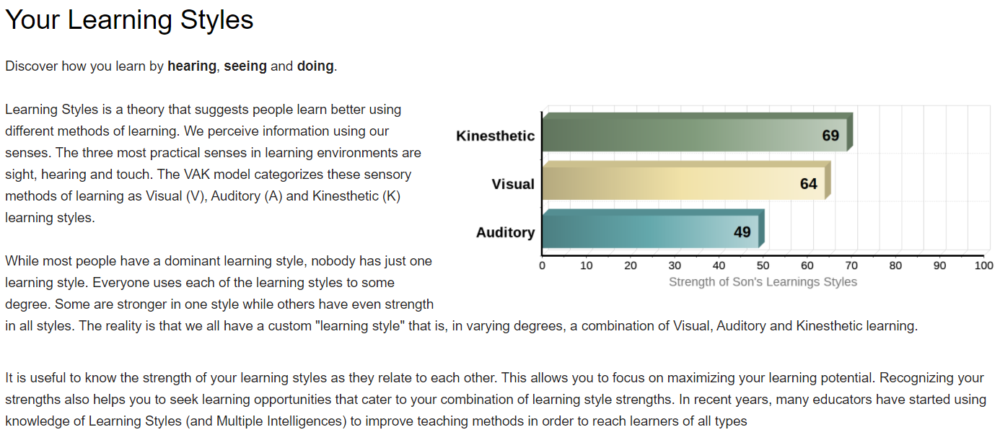 Your Learning Styles
Discover how you learn by hearing, seeing and doing.
Learning Styles is a theory that suggests people learn better using
different methods of learning. We perceive information using our
senses. The three most practical senses in learning environments are
sight, hearing and touch. The VAK model categorizes these sensory
methods of learning as Visual (V), Auditory (A) and Kinesthetic (K)
learning styles.
While most people have a dominant learning style, nobody has just one
learning style. Everyone uses each of the learning styles to some
degree. Some are stronger in one style while others have even strength
in all styles. The reality is that we all have a custom "learning style" that is, in varying degrees, a combination of Visual, Auditory and Kinesthetic learning.
Kinesthetic 69
Visual 64
Auditory 49
0 10 20 30 40 50 60 70 80 90 100
Strength of Son's Learnings Styles
It is useful to know the strength of your learning styles as they relate to each other. This allows you to focus on maximizing your learning potential. Recognizing your
strengths also helps you to seek learning opportunities that cater to your combination of learning style strengths. In recent years, many educators have started using
knowledge of Learning Styles (and Multiple Intelligences) to improve teaching methods in order to reach learners of all types